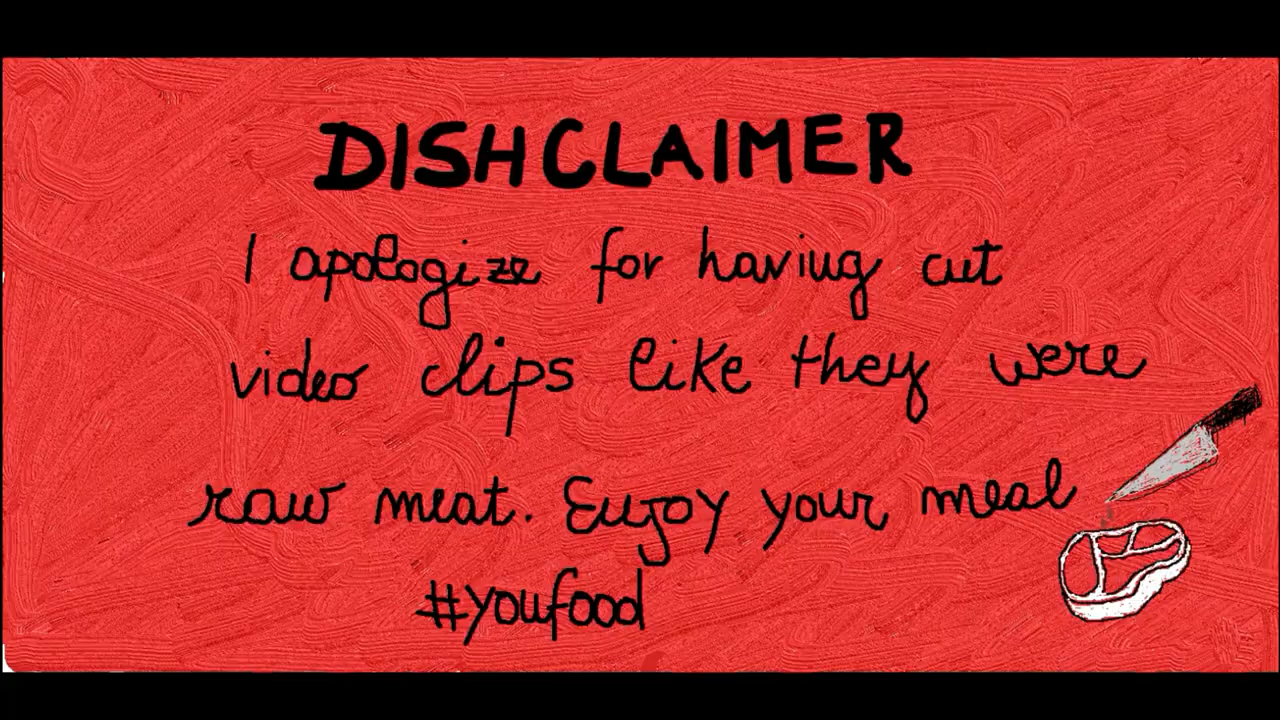 DISHCLAIMER
I apologize for having cut
video clips like they were
raw meat. Enjoy your meal
#youfood